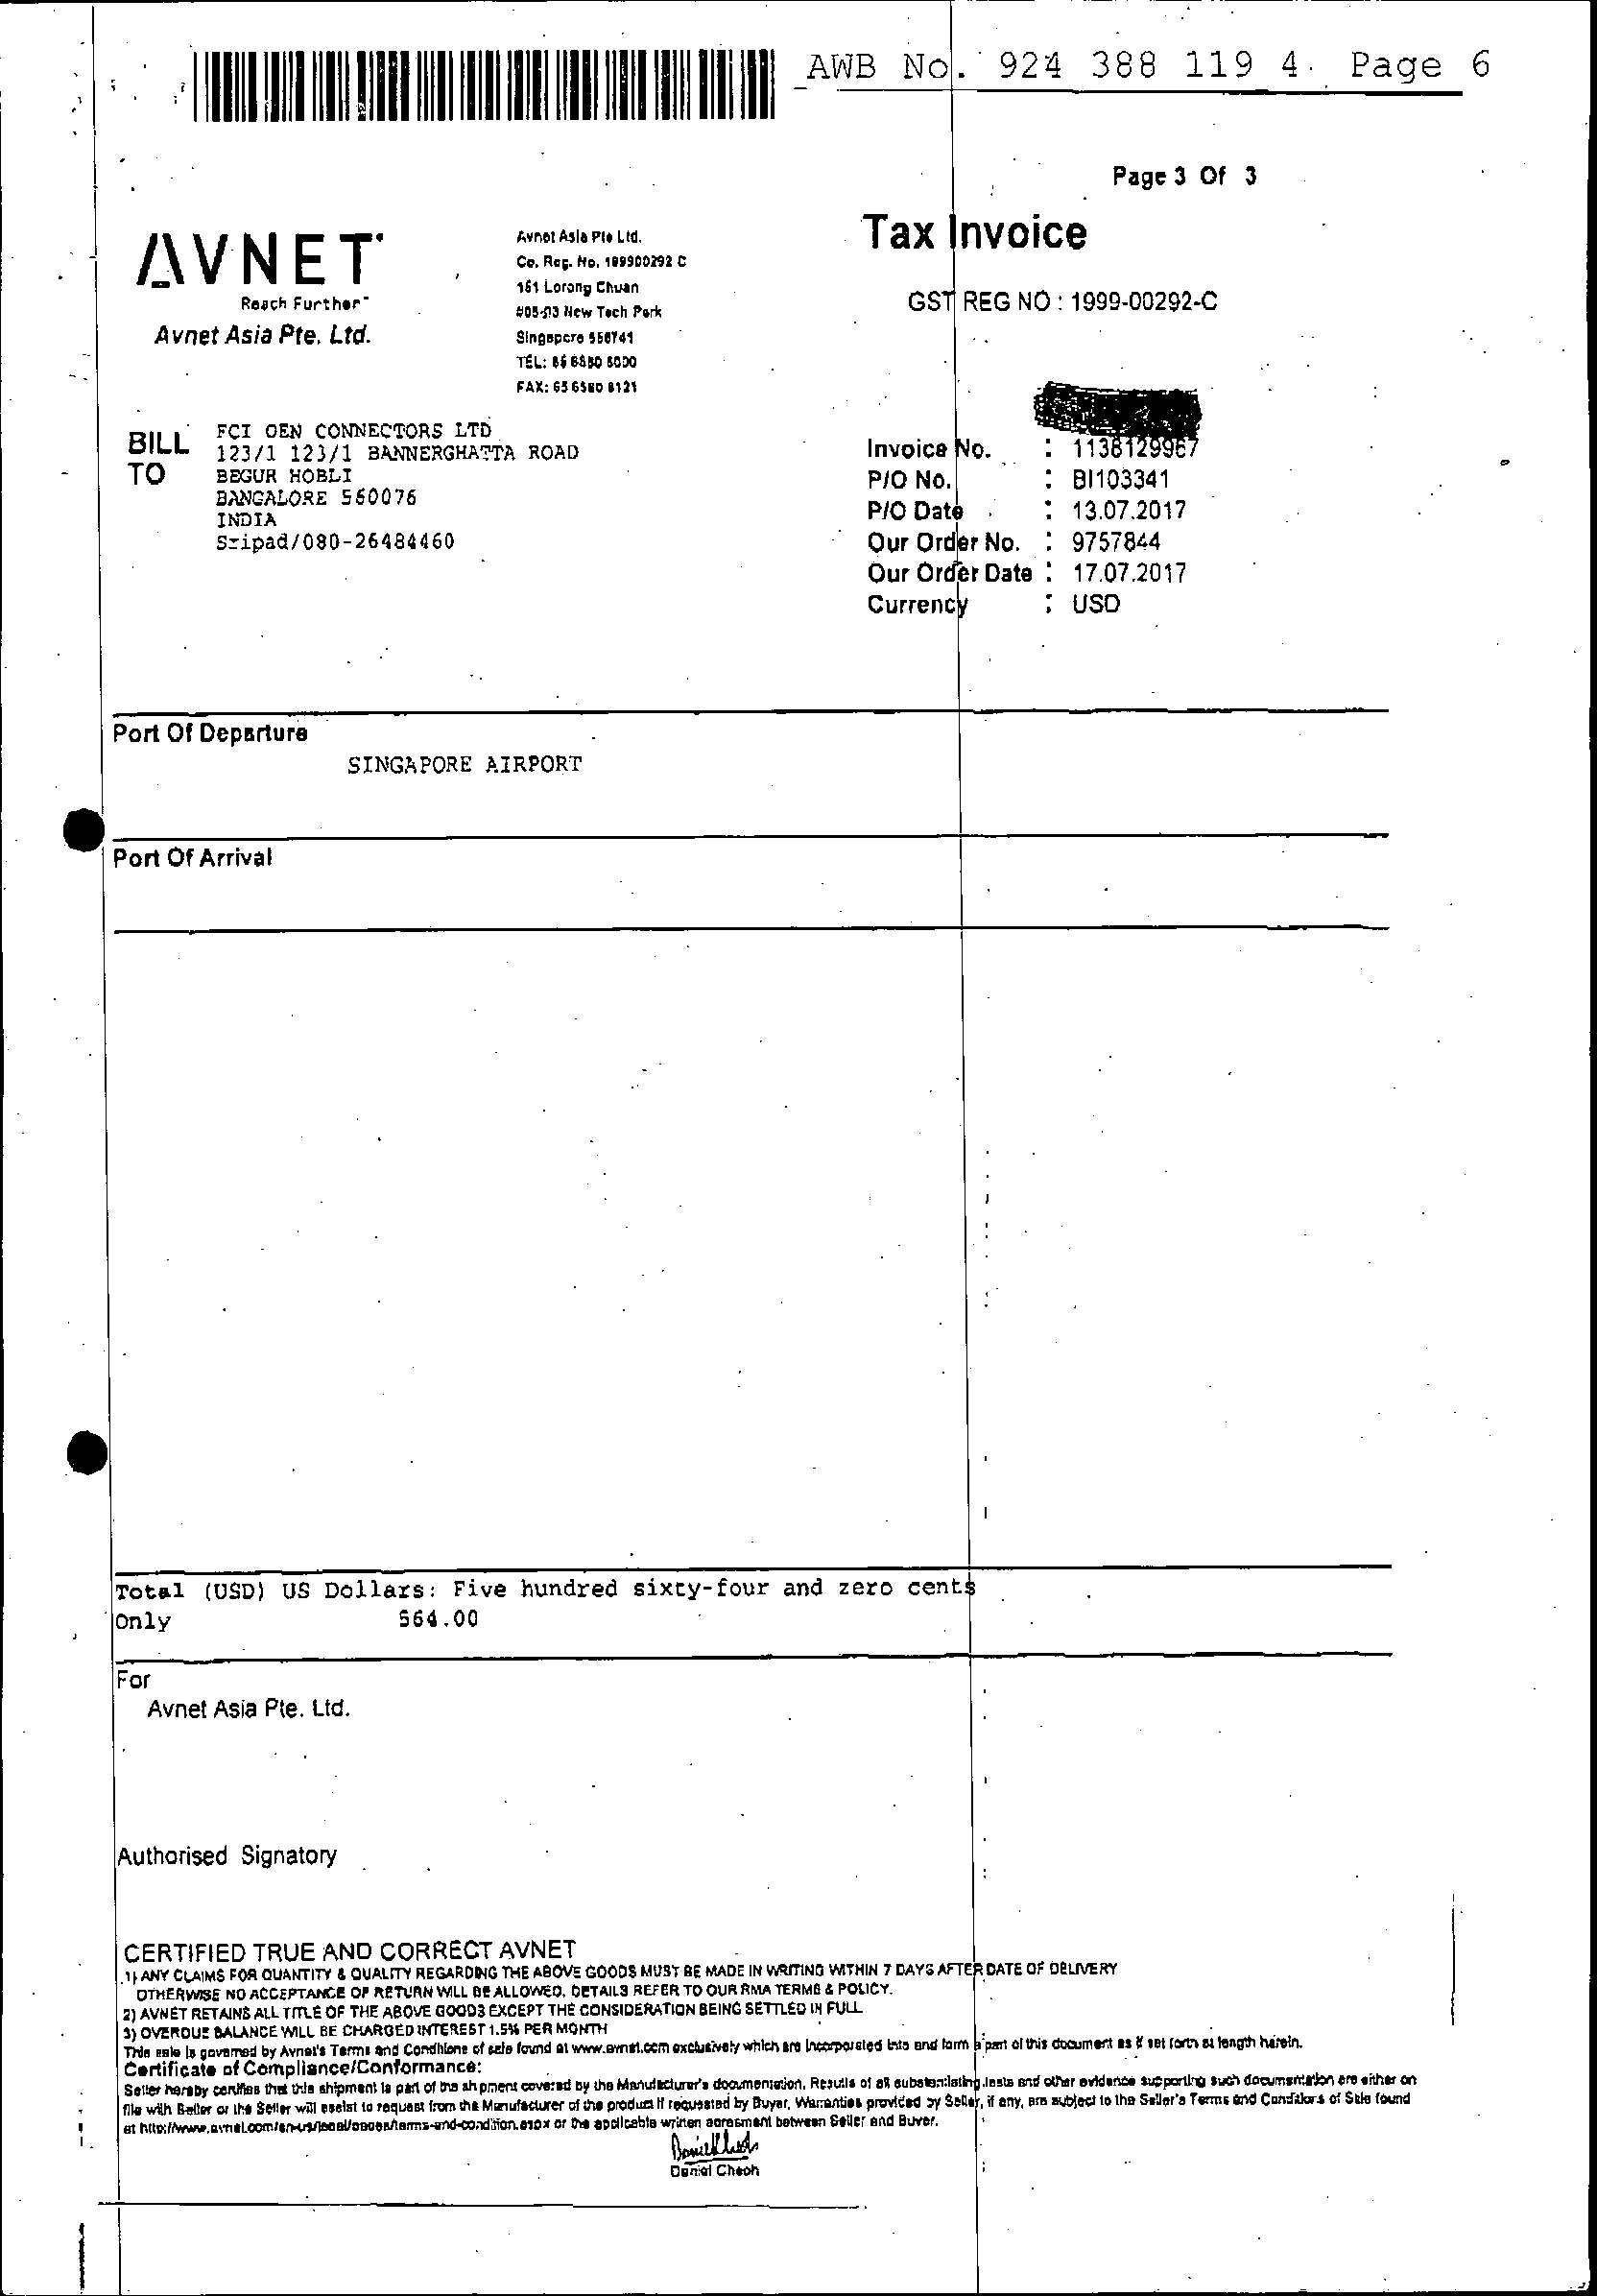 AWB No. 924 388 119 4. Page 6
Page 3 Of 3
AVNET
Reach Further™
Avnet Asia Pte. Ltd.
Avnet Asia Pte Ltd.
Co. Reg. No. 199900292 C
151 Lorong Chuan
#05-03 New Tech Park
Singapore 556741
TEL: 65 6580 6000
FAX: 65 6580 6121
Tax Invoice
GST REG NO : 1999-00292-C
BILL TO
FCI OEN CONNECTORS LTD
123/1 123/1 BANNERGHATTA ROAD
BEGUR HOBLI
BANGALORE 560076
INDIA
Sripad/080-26484460
Invoice No. : 1138129967
P/O No. : BI103341
P/O Date : 13.07.2017
Our Order No. : 9757844
Our Order Date : 17.07.2017
Currency : USD
Port Of Departure
SINGAPORE AIRPORT
Port Of Arrival
Total (USD) US Dollars: Five hundred sixty-four and zero cents
Only 564.00
For
Avnet Asia Pte. Ltd.
Authorised Signatory
CERTIFIED TRUE AND CORRECT AVNET
1) ANY CLAIMS FOR QUANTITY & QUALITY REGARDING THE ABOVE GOODS MUST BE MADE IN WRITING WITHIN 7 DAYS AFTER DATE OF DELIVERY
OTHERWISE NO ACCEPTANCE OF RETURN WILL BE ALLOWED. DETAILS REFER TO OUR RMA TERMS & POLICY.
2) AVNET RETAINS ALL TITLE OF THE ABOVE GOODS EXCEPT THE CONSIDERATION BEING SETTLED IN FULL
3) OVERDUE BALANCE WILL BE CHARGED INTEREST 1.5% PER MONTH
This sale is governed by Avnet's Terms and Conditions of sale found at www.avnet.com exclusively which are incorporated into and form a part of this document as if set forth at length herein.
Certificate of Compliance/Conformance:
Seller hereby certifies that this shipment is part of the shipment covered by the Manufacturer's documentation. Results of all substantiating tests and other evidence supporting such documentation are either on
file with Seller or the Seller will assist to request from the Manufacturer of the product if requested by Buyer. Warranties provided by Seller, if any, are subject to the Seller's Terms and Conditions of Sale found
at http://www.avnet.com/en-us/legal/pages/terms-and-condition.aspx or the applicable written agreement between Seller and Buyer.
Daniel Cheoh